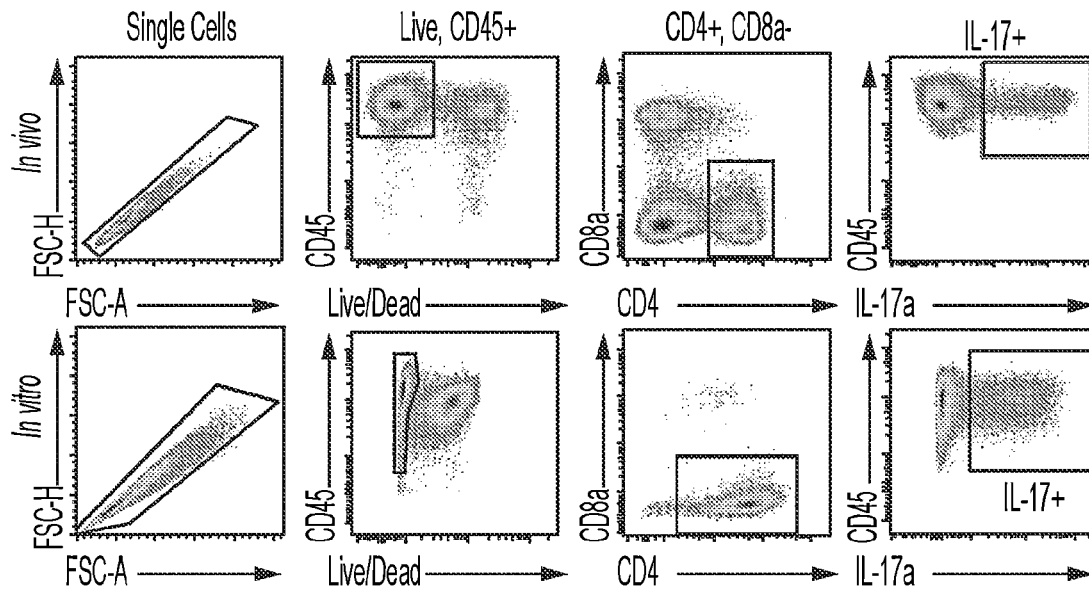 Single Cells
Live, CD45+
CD4+, CD8a-
IL-17+
In vivo
FSC-H
CD45
CD8a
CD45
FSC-A
Live/Dead
CD4
IL-17a
In vitro
FSC-H
CD45
CD8a
CD45
IL-17+
FSC-A
Live/Dead
CD4
IL-17a